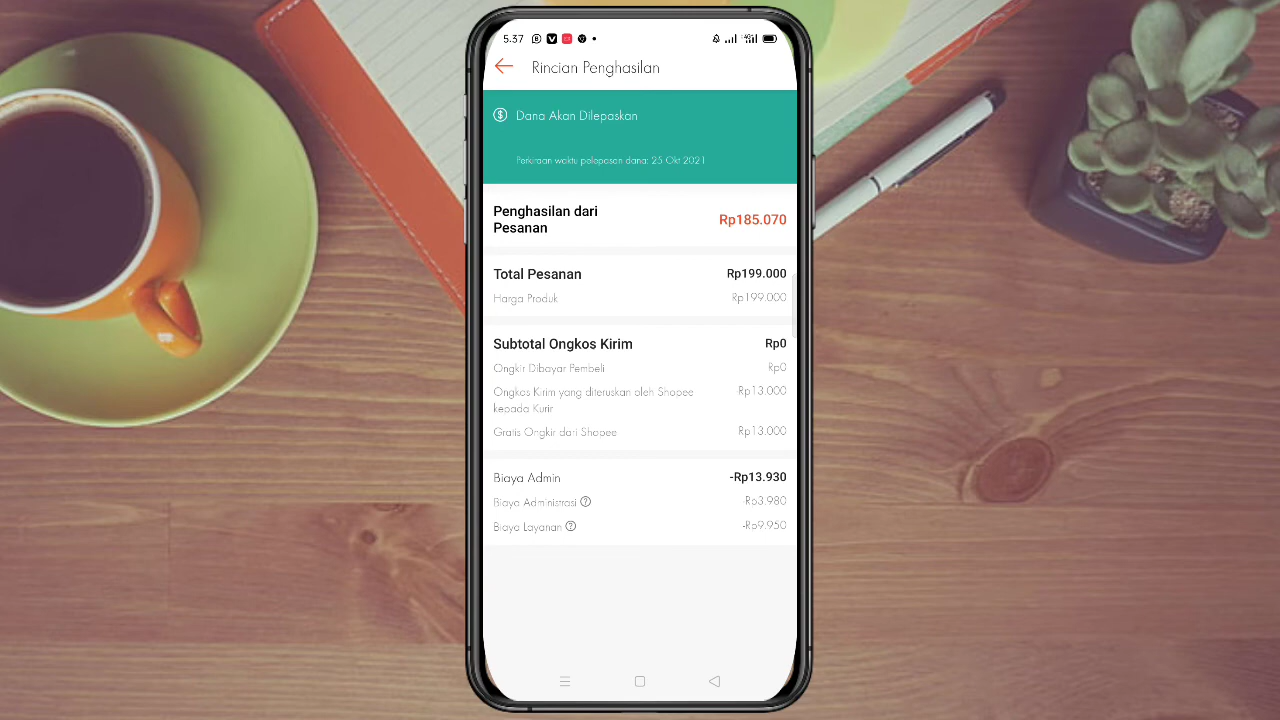 5.37
Rincian Penghasilan
Dana Akan Dilepaskan
Perkiraan waktu pelepasan dana: 25 Okt 2021
Penghasilan dari Pesanan Rp185.070
Total Pesanan Rp199.000
Harga Produk Rp199.000
Subtotal Ongkos Kirim Rp0
Ongkir Dibayar Pembeli Rp0
Ongkos Kirim yang diteruskan oleh Shopee Rp13.000
kepada Kurir
Gratis Ongkir dari Shopee Rp13.000
Biaya Admin -Rp13.930
Biaya Administrasi -Rp3.980
Biaya Layanan -Rp9.950